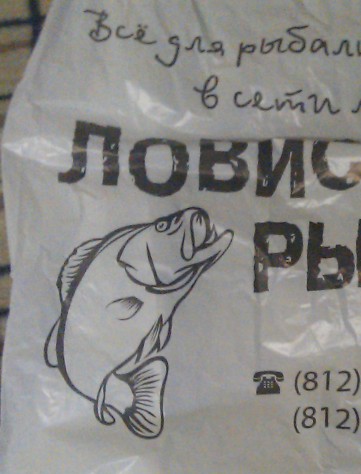 Всё для рыбал
в сети
ЛОВИС
РЫ
(812)
(812)